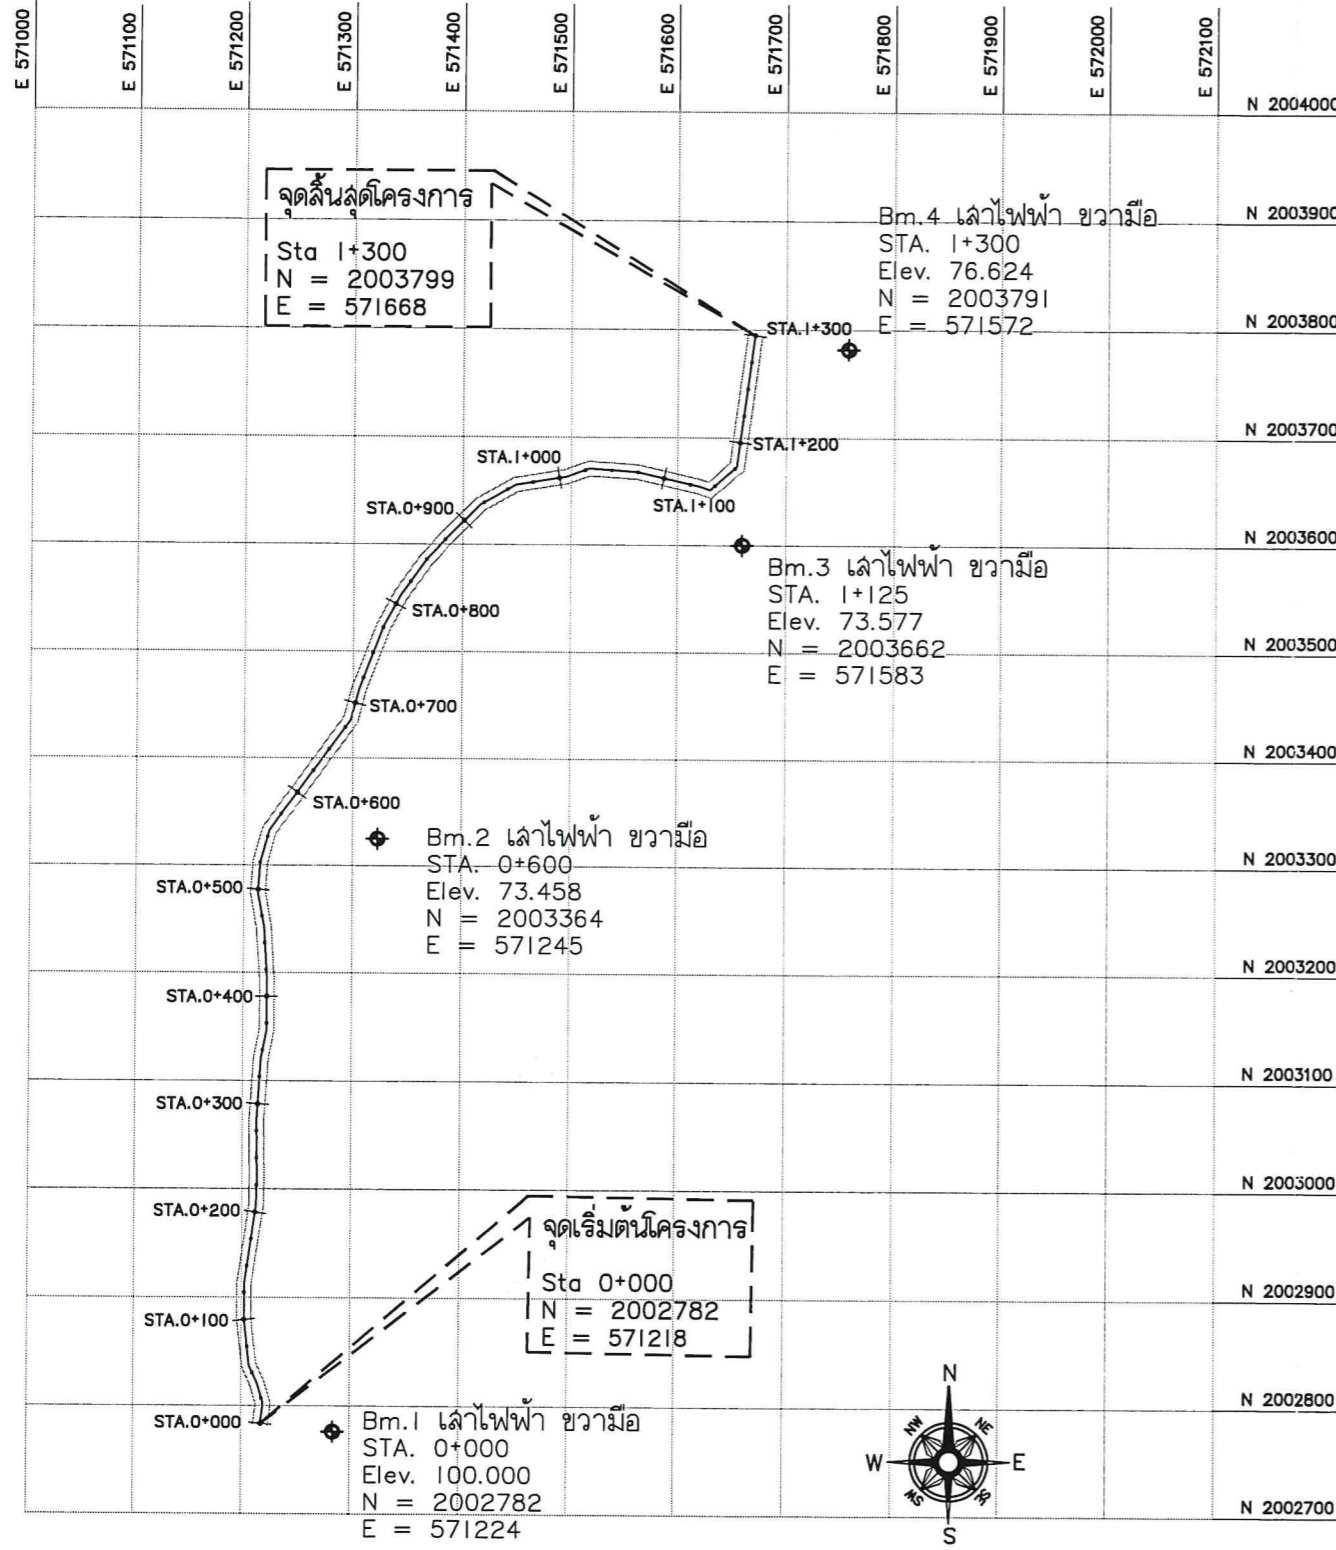 E 571000
E 571100
E 571200
E 571300
E 571400
E 571500
E 571600
E 571700
E 571800
E 571900
E 572000
E 572100
N 2004000
จุดสิ้นสุดโครงการ
Sta 1+300
N = 2003799
E = 571668
Bm.4 เสาไฟฟ้า ขวามือ
STA. 1+300
Elev. 76.624
N = 2003791
E = 571572
N 2003900
N 2003800
STA.1+300
N 2003700
STA.1+200
STA.1+000
STA.0+900
STA.1+100
N 2003600
Bm.3 เสาไฟฟ้า ขวามือ
STA. 1+125
Elev. 73.577
N = 2003662
E = 571583
STA.0+800
N 2003500
STA.0+700
N 2003400
STA.0+600
Bm.2 เสาไฟฟ้า ขวามือ
STA. 0+600
Elev. 73.458
N = 2003364
E = 571245
N 2003300
STA.0+500
N 2003200
STA.0+400
N 2003100
STA.0+300
N 2003000
STA.0+200
จุดเริ่มต้นโครงการ
Sta 0+000
N = 2002782
E = 571218
N 2002900
STA.0+100
N 2002800
STA.0+000
Bm.1 เสาไฟฟ้า ขวามือ
STA. 0+000
Elev. 100.000
N = 2002782
E = 571224
N
NW
NE
W
E
SW
SE
S
N 2002700